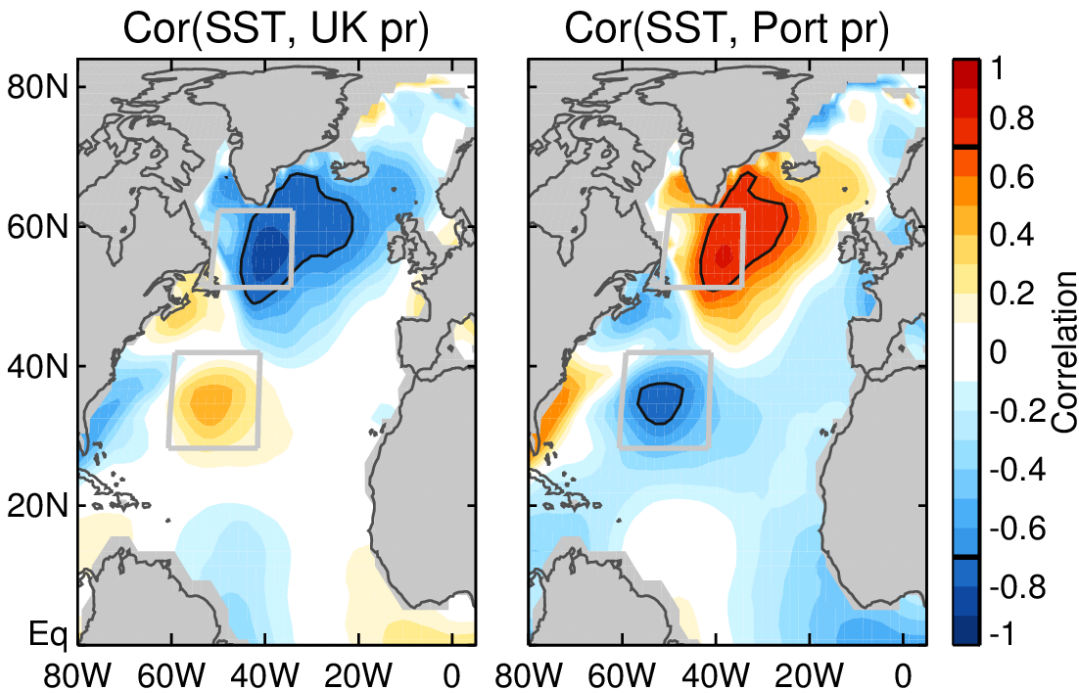 Cor(SST, UK pr)
Cor(SST, Port pr)
80N
60N
40N
20N
Eq
80W 60W 40W 20W 0
80W 60W 40W 20W 0
1
0.8
0.6
0.4
0.2
0
-0.2
-0.4
-0.6
-0.8
-1
Correlation